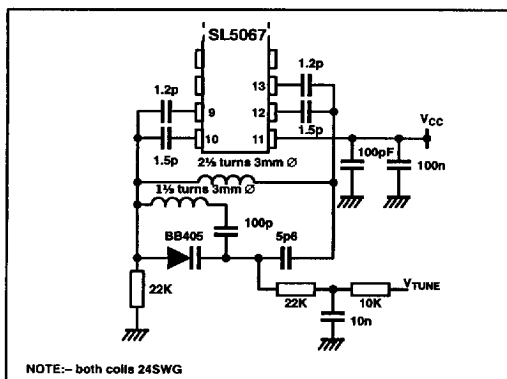 SL5067
1.2p
13
1.2p
9
12
1.5p
10
11
VCC
1.5p
2⅓ turns 3mm Ø
100pF
100n
1⅓ turns 3mm Ø
100p
BB405
5p6
22K
22K
10K
VTUNE
10n
NOTE:– both coils 24SWG